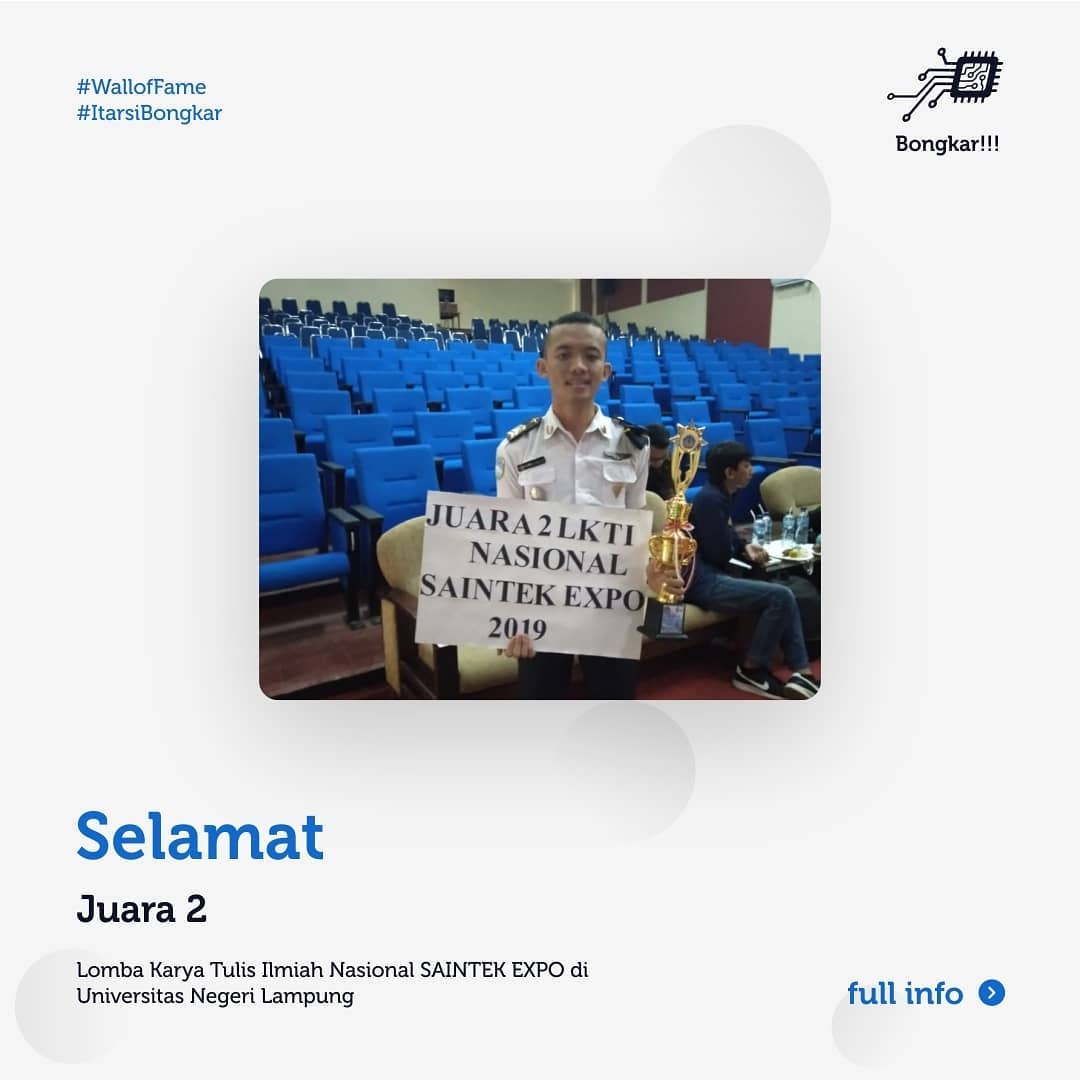 #WallofFame
#ItarsiBongkar
Bongkar!!!
JUARA 2 LKTI
NASIONAL
SAINTEK EXPO
2019
Selamat
Juara 2
Lomba Karya Tulis Ilmiah Nasional SAINTEK EXPO di
Universitas Negeri Lampung
full info